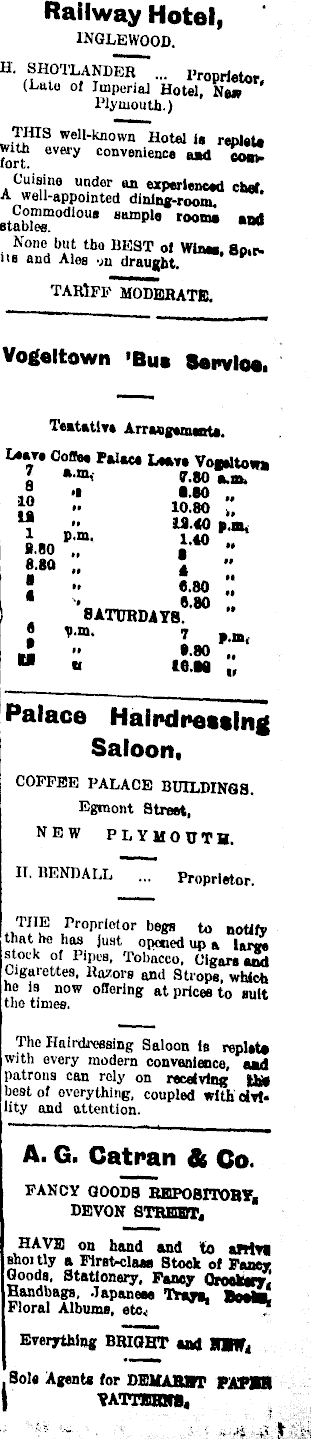 Railway Hotel,
INGLEWOOD.
H. SHOTLANDER ... Proprietor,
(Late of Imperial Hotel, New
Plymouth.)
THIS well-known Hotel is replete
with every convenience and com-
fort.
Cuisine under an experienced chef.
A well-appointed dining-room.
Commodious sample rooms and
stables.
None but the BEST of Wines, Spir-
its and Ales on draught.
TARIFF MODERATE.
Vogeltown 'Bus Service.
Tentative Arrangements.
Leave Coffee Palace Leave Vogeltown
7 a.m. 7.30 a.m.
8 „ 8.30 „
10 „ 10.30 „
12 „ 12.40 p.m.
1 p.m. 1.40 „
2.30 „ 3 „
3.30 „ 4 „
„ 5.30 „
„ 6.30 „
SATURDAYS.
6 p.m. 7 p.m.
9 „ 9.30 „
„ „
Palace Hairdressing
Saloon,
COFFEE PALACE BUILDINGS.
Egmont Street,
NEW PLYMOUTH.
H. RENDALL ... Proprietor.
THE Proprietor begs to notify
that he has just opened up a large
stock of Pipes, Tobacco, Cigars and
Cigarettes, Razors and Strops, which
he is now offering at prices to suit
the times.
The Hairdressing Saloon is replete
with every modern convenience, and
patrons can rely on receiving the
best of everything, coupled with civi-
lity and attention.
A. G. Catran & Co.
FANCY GOODS REPOSITORY,
DEVON STREET,
HAVE on hand and to arrive
shortly a First-class Stock of Fancy
Goods, Stationery, Fancy Crockery,
Handbags, Japanese Trays, Books,
Floral Albums, etc.
Everything BRIGHT and NEW.
Sole Agents for DEMAREST PAPER
PATTERNS.